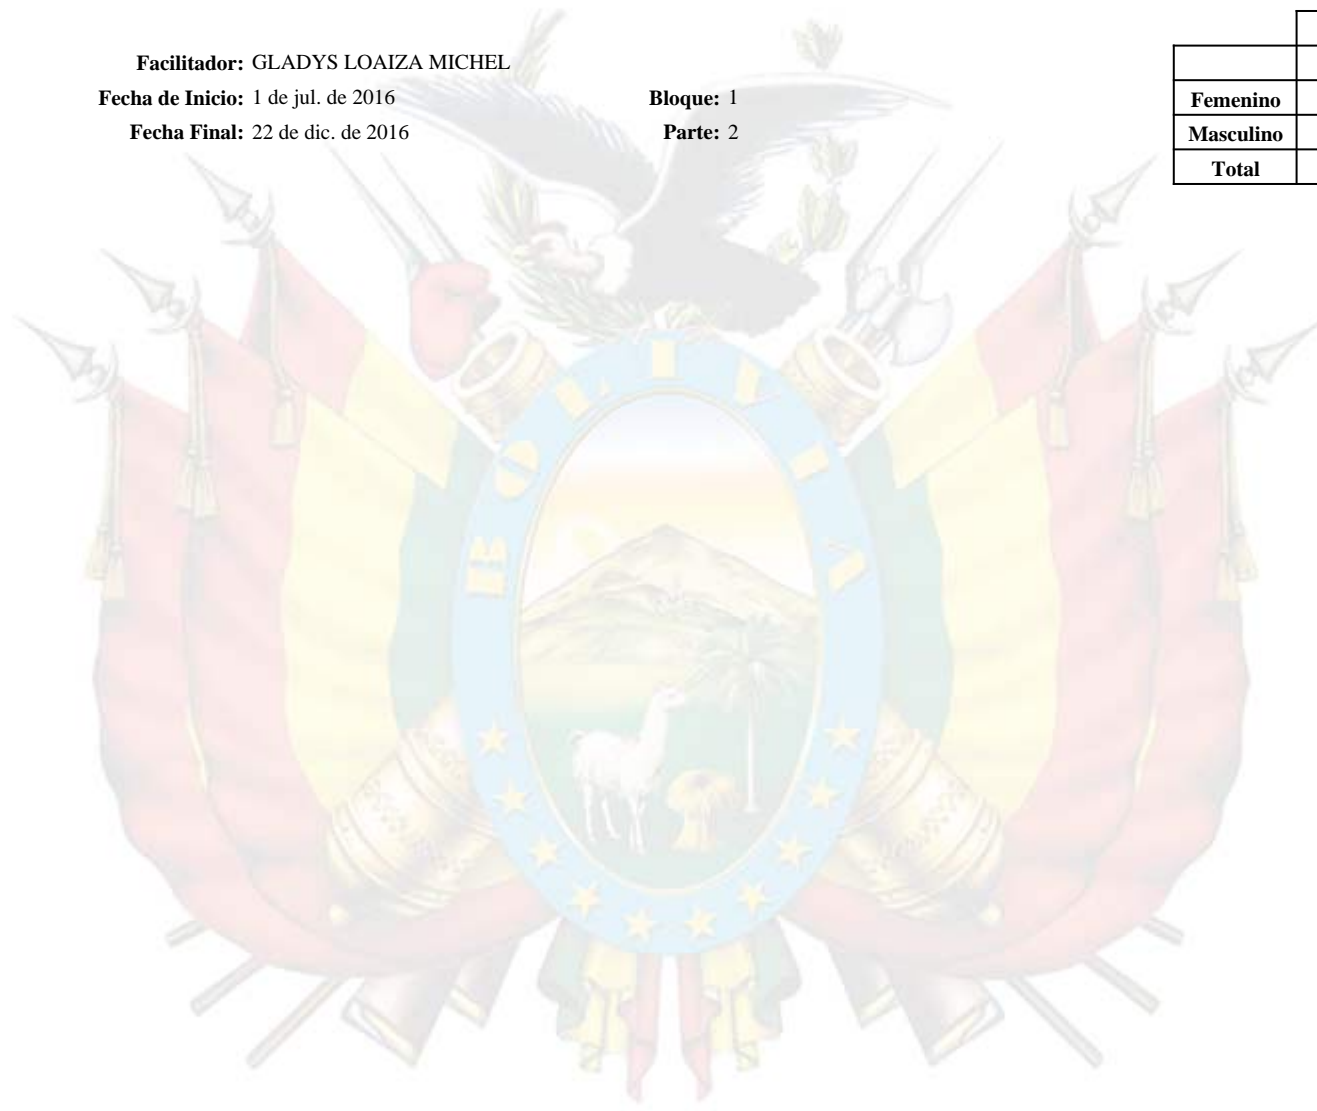 Facilitador: GLADYS LOAIZA MICHEL
Fecha de Inicio: 1 de jul. de 2016 Bloque: 1
Fecha Final: 22 de dic. de 2016 Parte: 2
Femenino
Masculino
Total
BOLIVIA